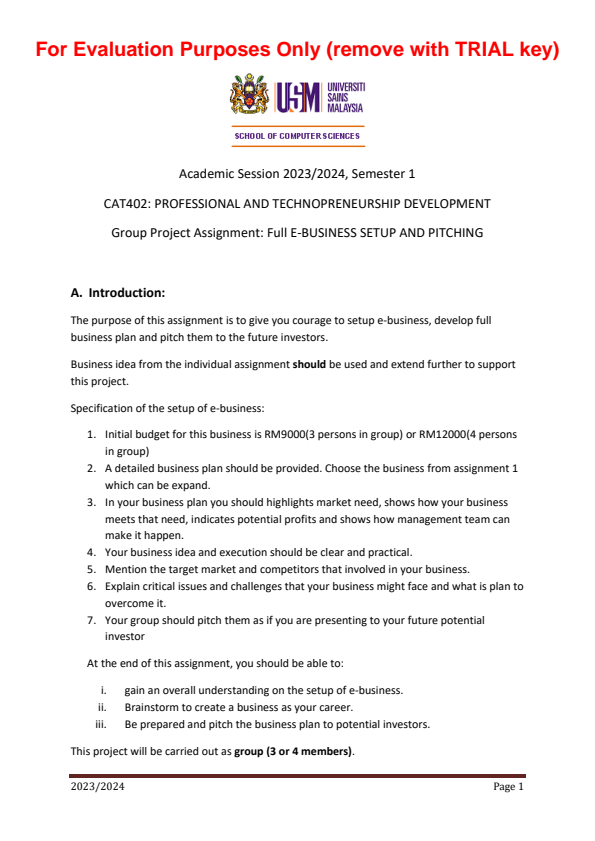 For Evaluation Purposes Only (remove with TRIAL key)
USM UNIVERSITI
SAINS
MALAYSIA
SCHOOL OF COMPUTER SCIENCES
Academic Session 2023/2024, Semester 1
CAT402: PROFESSIONAL AND TECHNOPRENEURSHIP DEVELOPMENT
Group Project Assignment: Full E-BUSINESS SETUP AND PITCHING
A. Introduction:
The purpose of this assignment is to give you courage to setup e-business, develop full
business plan and pitch them to the future investors.
Business idea from the individual assignment should be used and extend further to support
this project.
Specification of the setup of e-business:
1. Initial budget for this business is RM9000(3 persons in group) or RM12000(4 persons
in group)
2. A detailed business plan should be provided. Choose the business from assignment 1
which can be expand.
3. In your business plan you should highlights market need, shows how your business
meets that need, indicates potential profits and shows how management team can
make it happen.
4. Your business idea and execution should be clear and practical.
5. Mention the target market and competitors that involved in your business.
6. Explain critical issues and challenges that your business might face and what is plan to
overcome it.
7. Your group should pitch them as if you are presenting to your future potential
investor
At the end of this assignment, you should be able to:
i. gain an overall understanding on the setup of e-business.
ii. Brainstorm to create a business as your career.
iii. Be prepared and pitch the business plan to potential investors.
This project will be carried out as group (3 or 4 members).
2023/2024 Page 1